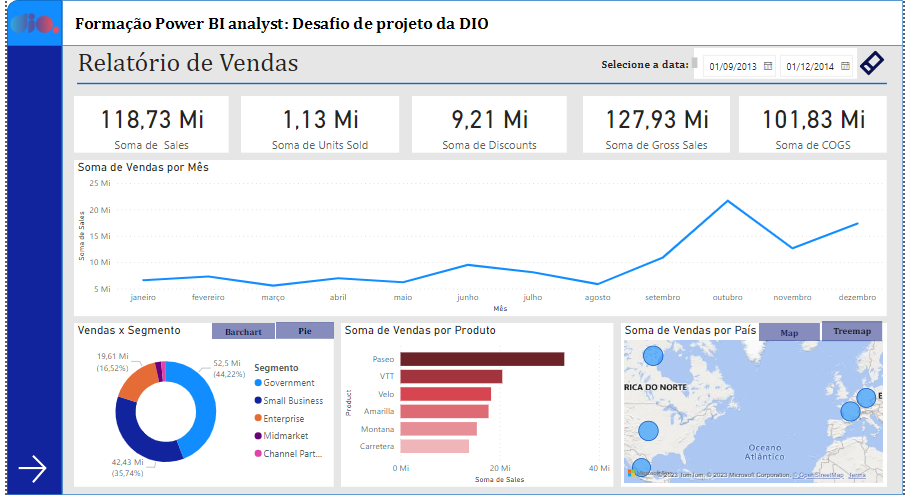 dio.
Formação Power BI analyst: Desafio de projeto da DIO
Relatório de Vendas
Selecione a data:
01/09/2013
01/12/2014
118,73 Mi
Soma de Sales
1,13 Mi
Soma de Units Sold
9,21 Mi
Soma de Discounts
127,93 Mi
Soma de Gross Sales
101,83 Mi
Soma de COGS
Soma de Vendas por Mês
Soma de Sales
25 Mi
20 Mi
15 Mi
10 Mi
5 Mi
janeiro
fevereiro
março
abril
maio
junho
julho
agosto
setembro
outubro
novembro
dezembro
Mês
Vendas x Segmento
Barchart
Pie
19,61 Mi
(16,52%)
52,5 Mi
(44,22%)
42,43 Mi
(35,74%)
Segmento
Government
Small Business
Enterprise
Midmarket
Channel Part...
Soma de Vendas por Produto
Product
Paseo
VTT
Velo
Amarilla
Montana
Carretera
0 Mi
20 Mi
40 Mi
Soma de Sales
Soma de Vendas por País
Map
Treemap
RICA DO NORTE
E
Oceano
Atlântico
© 2023 TomTom, © 2023 Microsoft Corporation, © OpenStreetMap Terms